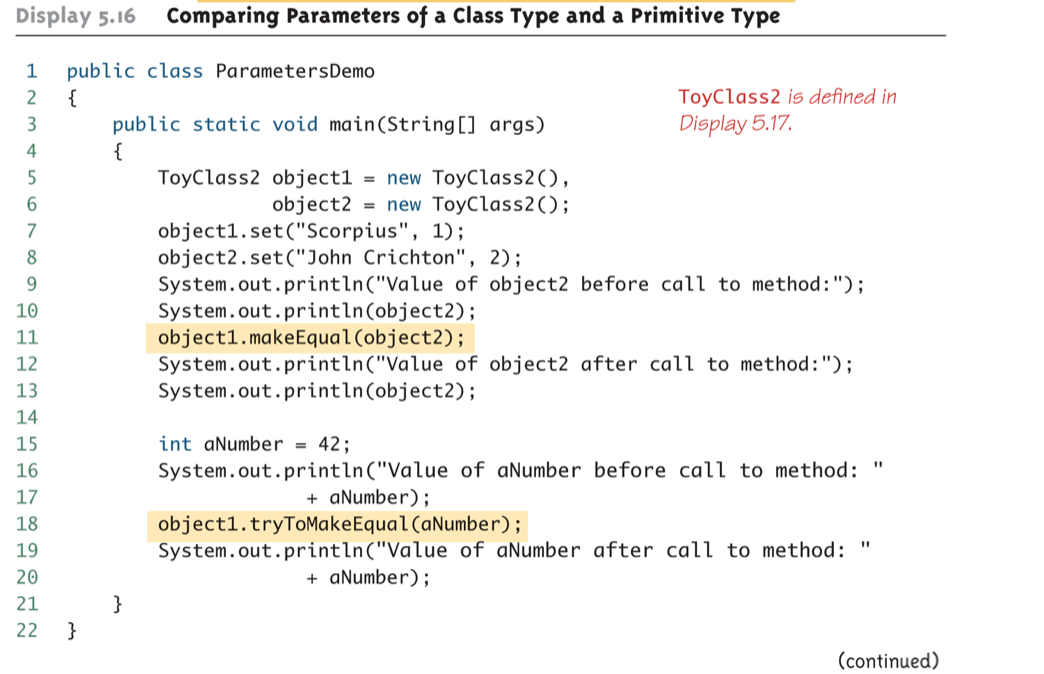 Display 5.16 Comparing Parameters of a Class Type and a Primitive Type
1 public class ParametersDemo
2 {
ToyClass2 is defined in
Display 5.17.
3 public static void main(String[] args)
4 {
5 ToyClass2 object1 = new ToyClass2(),
6 object2 = new ToyClass2();
7 object1.set("Scorpius", 1);
8 object2.set("John Crichton", 2);
9 System.out.println("Value of object2 before call to method:");
10 System.out.println(object2);
11 object1.makeEqual(object2);
12 System.out.println("Value of object2 after call to method:");
13 System.out.println(object2);
14
15 int aNumber = 42;
16 System.out.println("Value of aNumber before call to method: "
17 + aNumber);
18 object1.tryToMakeEqual(aNumber);
19 System.out.println("Value of aNumber after call to method: "
20 + aNumber);
21 }
22 }
(continued)